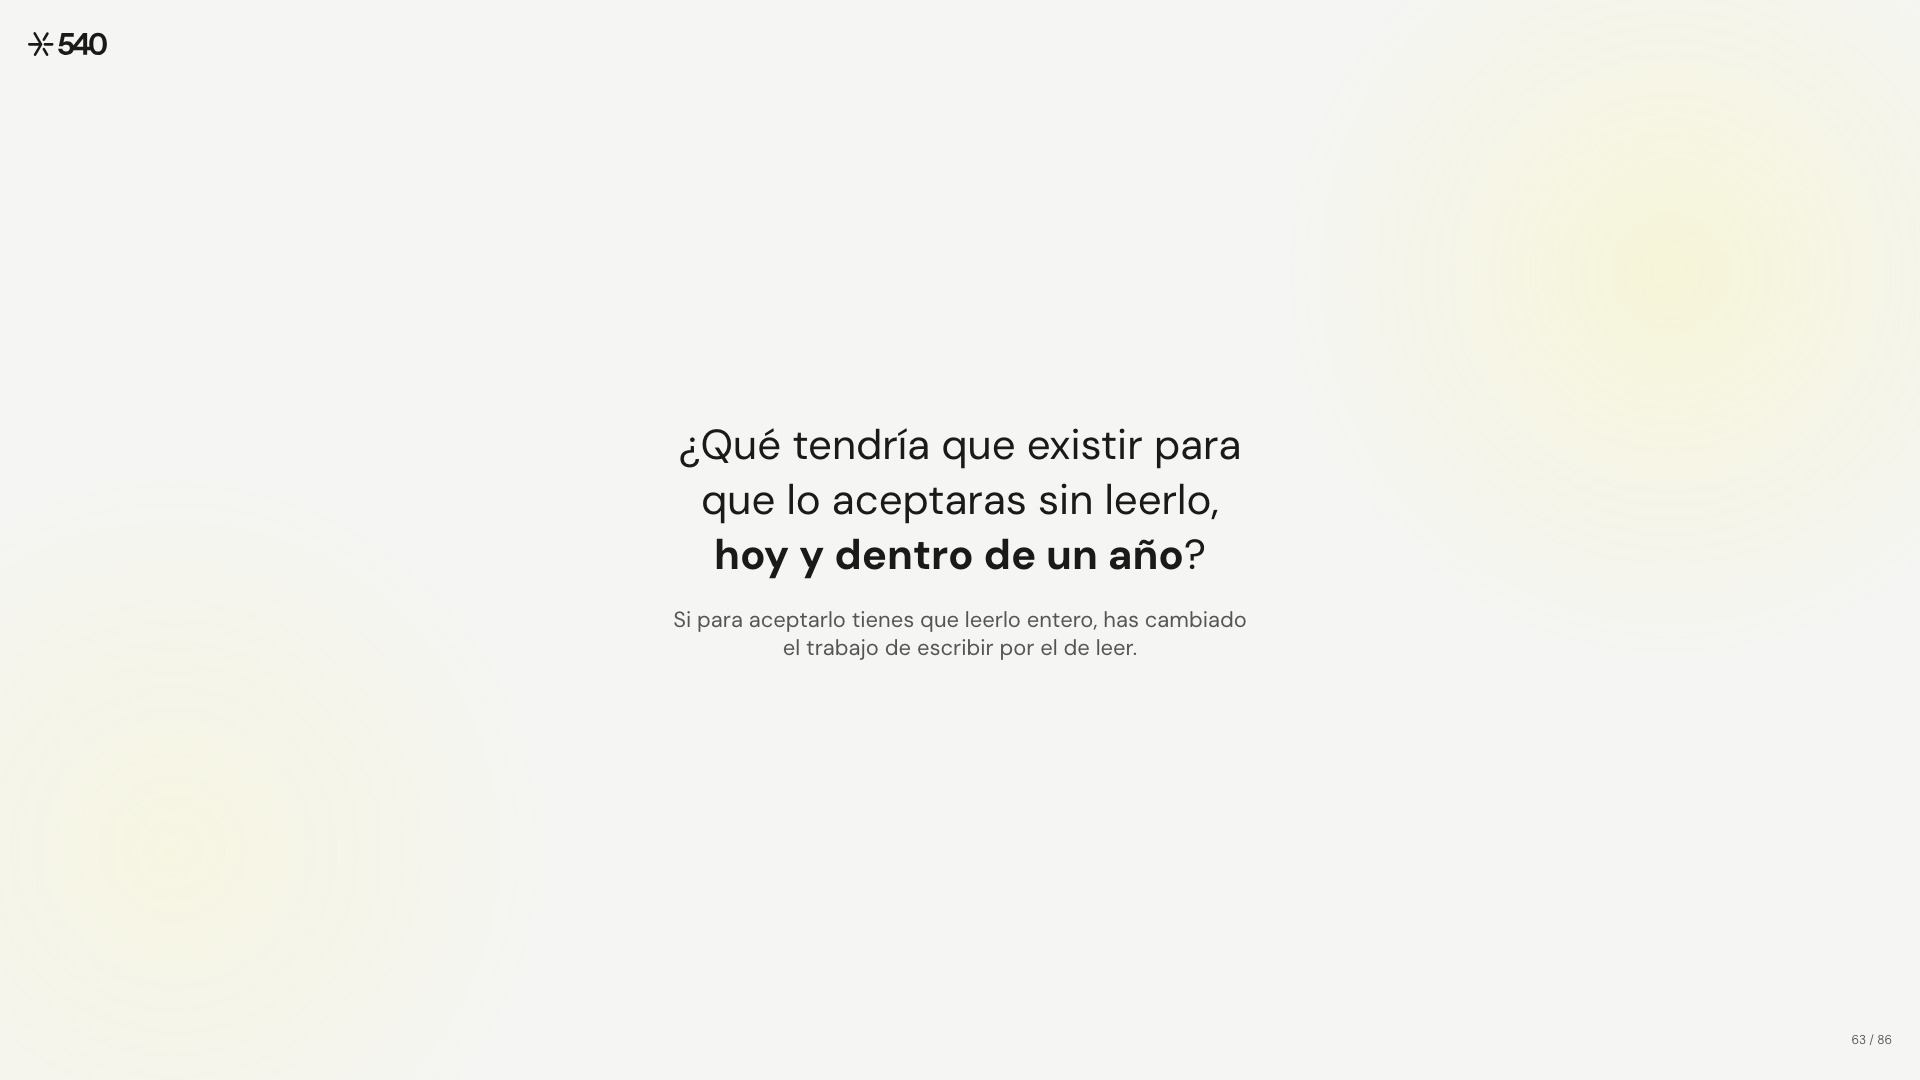 540
¿Qué tendría que existir para
que lo aceptaras sin leerlo,
hoy y dentro de un año?
Si para aceptarlo tienes que leerlo entero, has cambiado
el trabajo de escribir por el de leer.
63 / 86